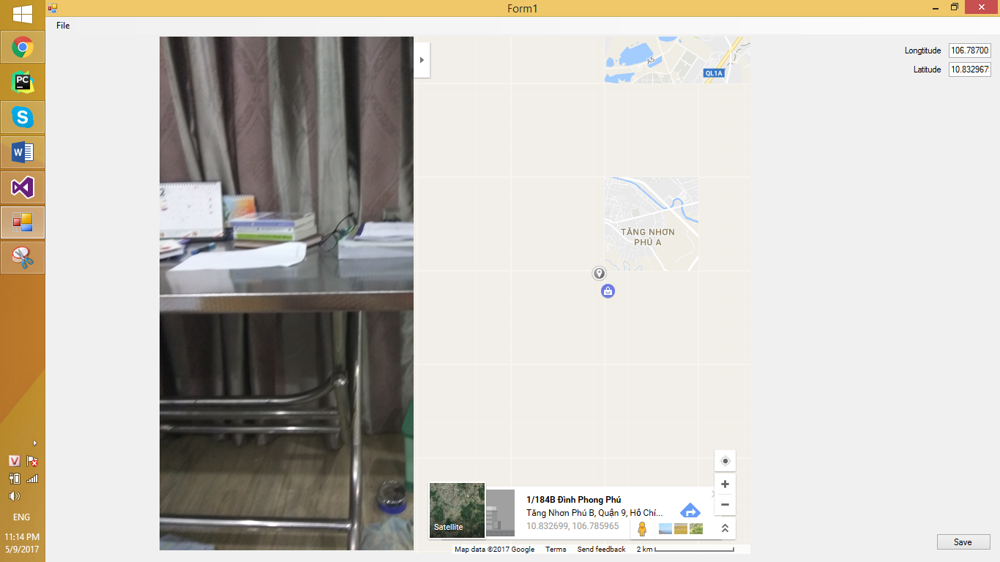 Form1
File
Longtitude 106.78700
Latitude 10.832967
A5
QL1A
TĂNG NHƠN
PHÚ A
1/184B Đình Phong Phú
Tăng Nhơn Phú B, Quận 9, Hồ Chí...
10.832699, 106.785965
Satellite
Map data ©2017 Google Terms Send feedback 2 km
Save
PC
S
W
V
ENG
11:14 PM
5/9/2017
2